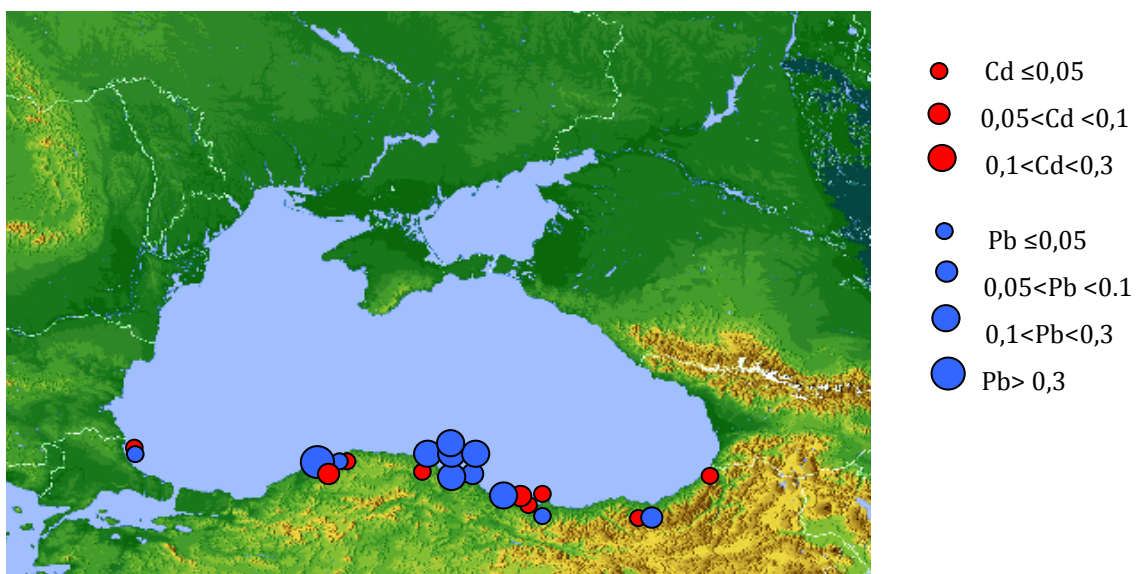 Cd ≤0,05
0,05<Cd <0,1
0,1<Cd<0,3
Pb ≤0,05
0,05<Pb <0.1
0,1<Pb<0,3
Pb> 0,3